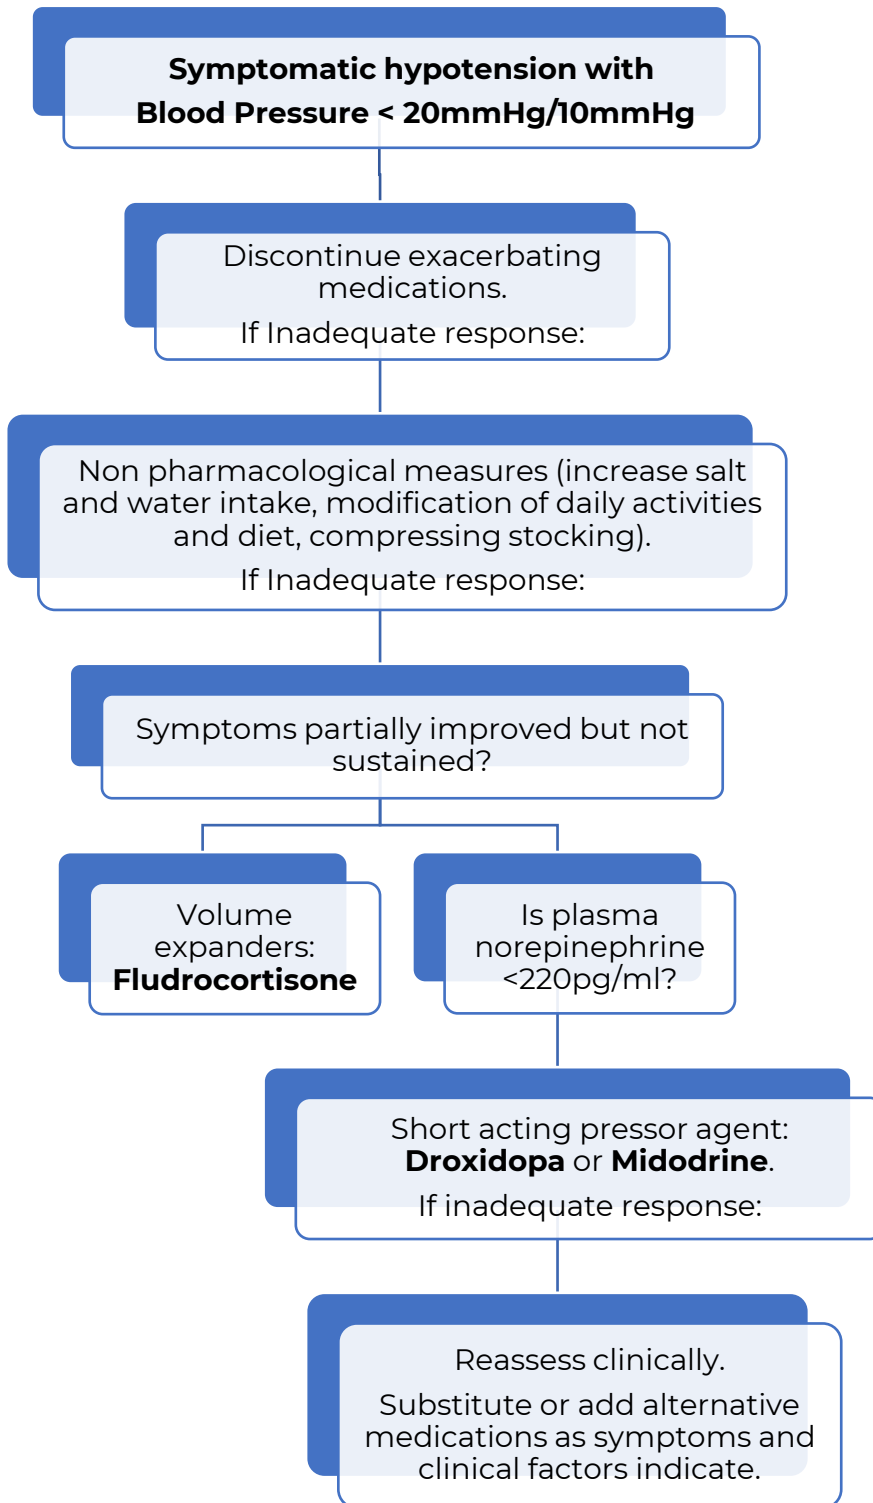 Symptomatic hypotension with
Blood Pressure < 20mmHg/10mmHg
Discontinue exacerbating
medications.
If Inadequate response:
Non pharmacological measures (increase salt
and water intake, modification of daily activities
and diet, compressing stocking).
If Inadequate response:
Symptoms partially improved but not
sustained?
Volume
expanders:
Fludrocortisone
Is plasma
norepinephrine
<220pg/ml?
Short acting pressor agent:
Droxidopa or Midodrine.
If inadequate response:
Reassess clinically.
Substitute or add alternative
medications as symptoms and
clinical factors indicate.